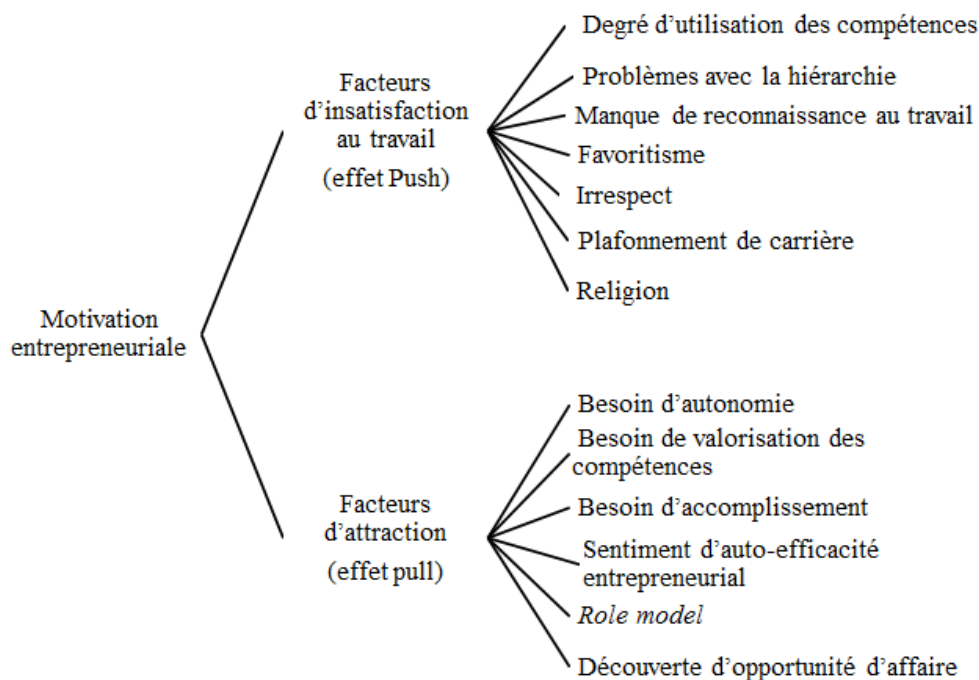 Motivation
entrepreneuriale
Facteurs
d'insatisfaction
au travail
(effet Push)
Degré d'utilisation des compétences
Problèmes avec la hiérarchie
Manque de reconnaissance au travail
Favoritisme
Irrespect
Plafonnement de carrière
Religion
Facteurs
d'attraction
(effet pull)
Besoin d'autonomie
Besoin de valorisation des
compétences
Besoin d'accomplissement
Sentiment d'auto-efficacité
entrepreneurial
Role model
Découverte d'opportunité d'affaire